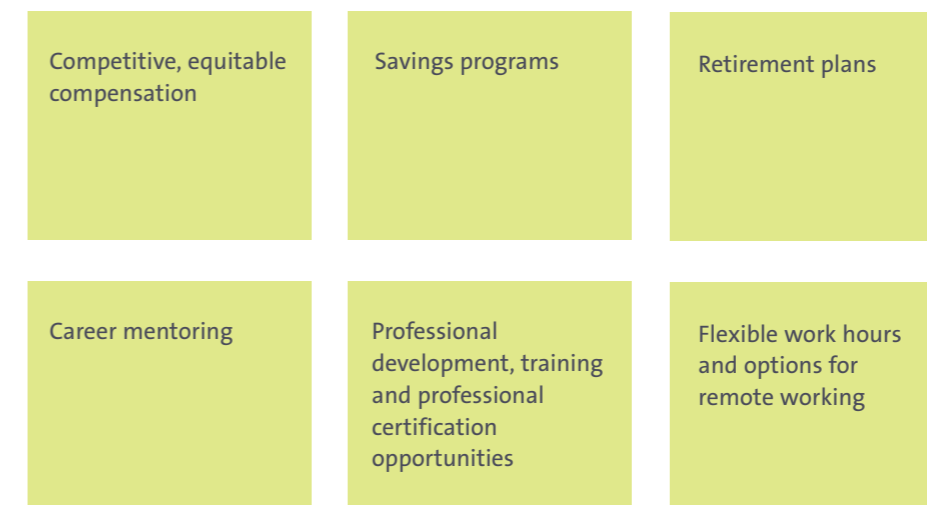 Competitive, equitable
compensation
Savings programs
Retirement plans
Career mentoring
Professional
development, training
and professional
certification
opportunities
Flexible work hours
and options for
remote working